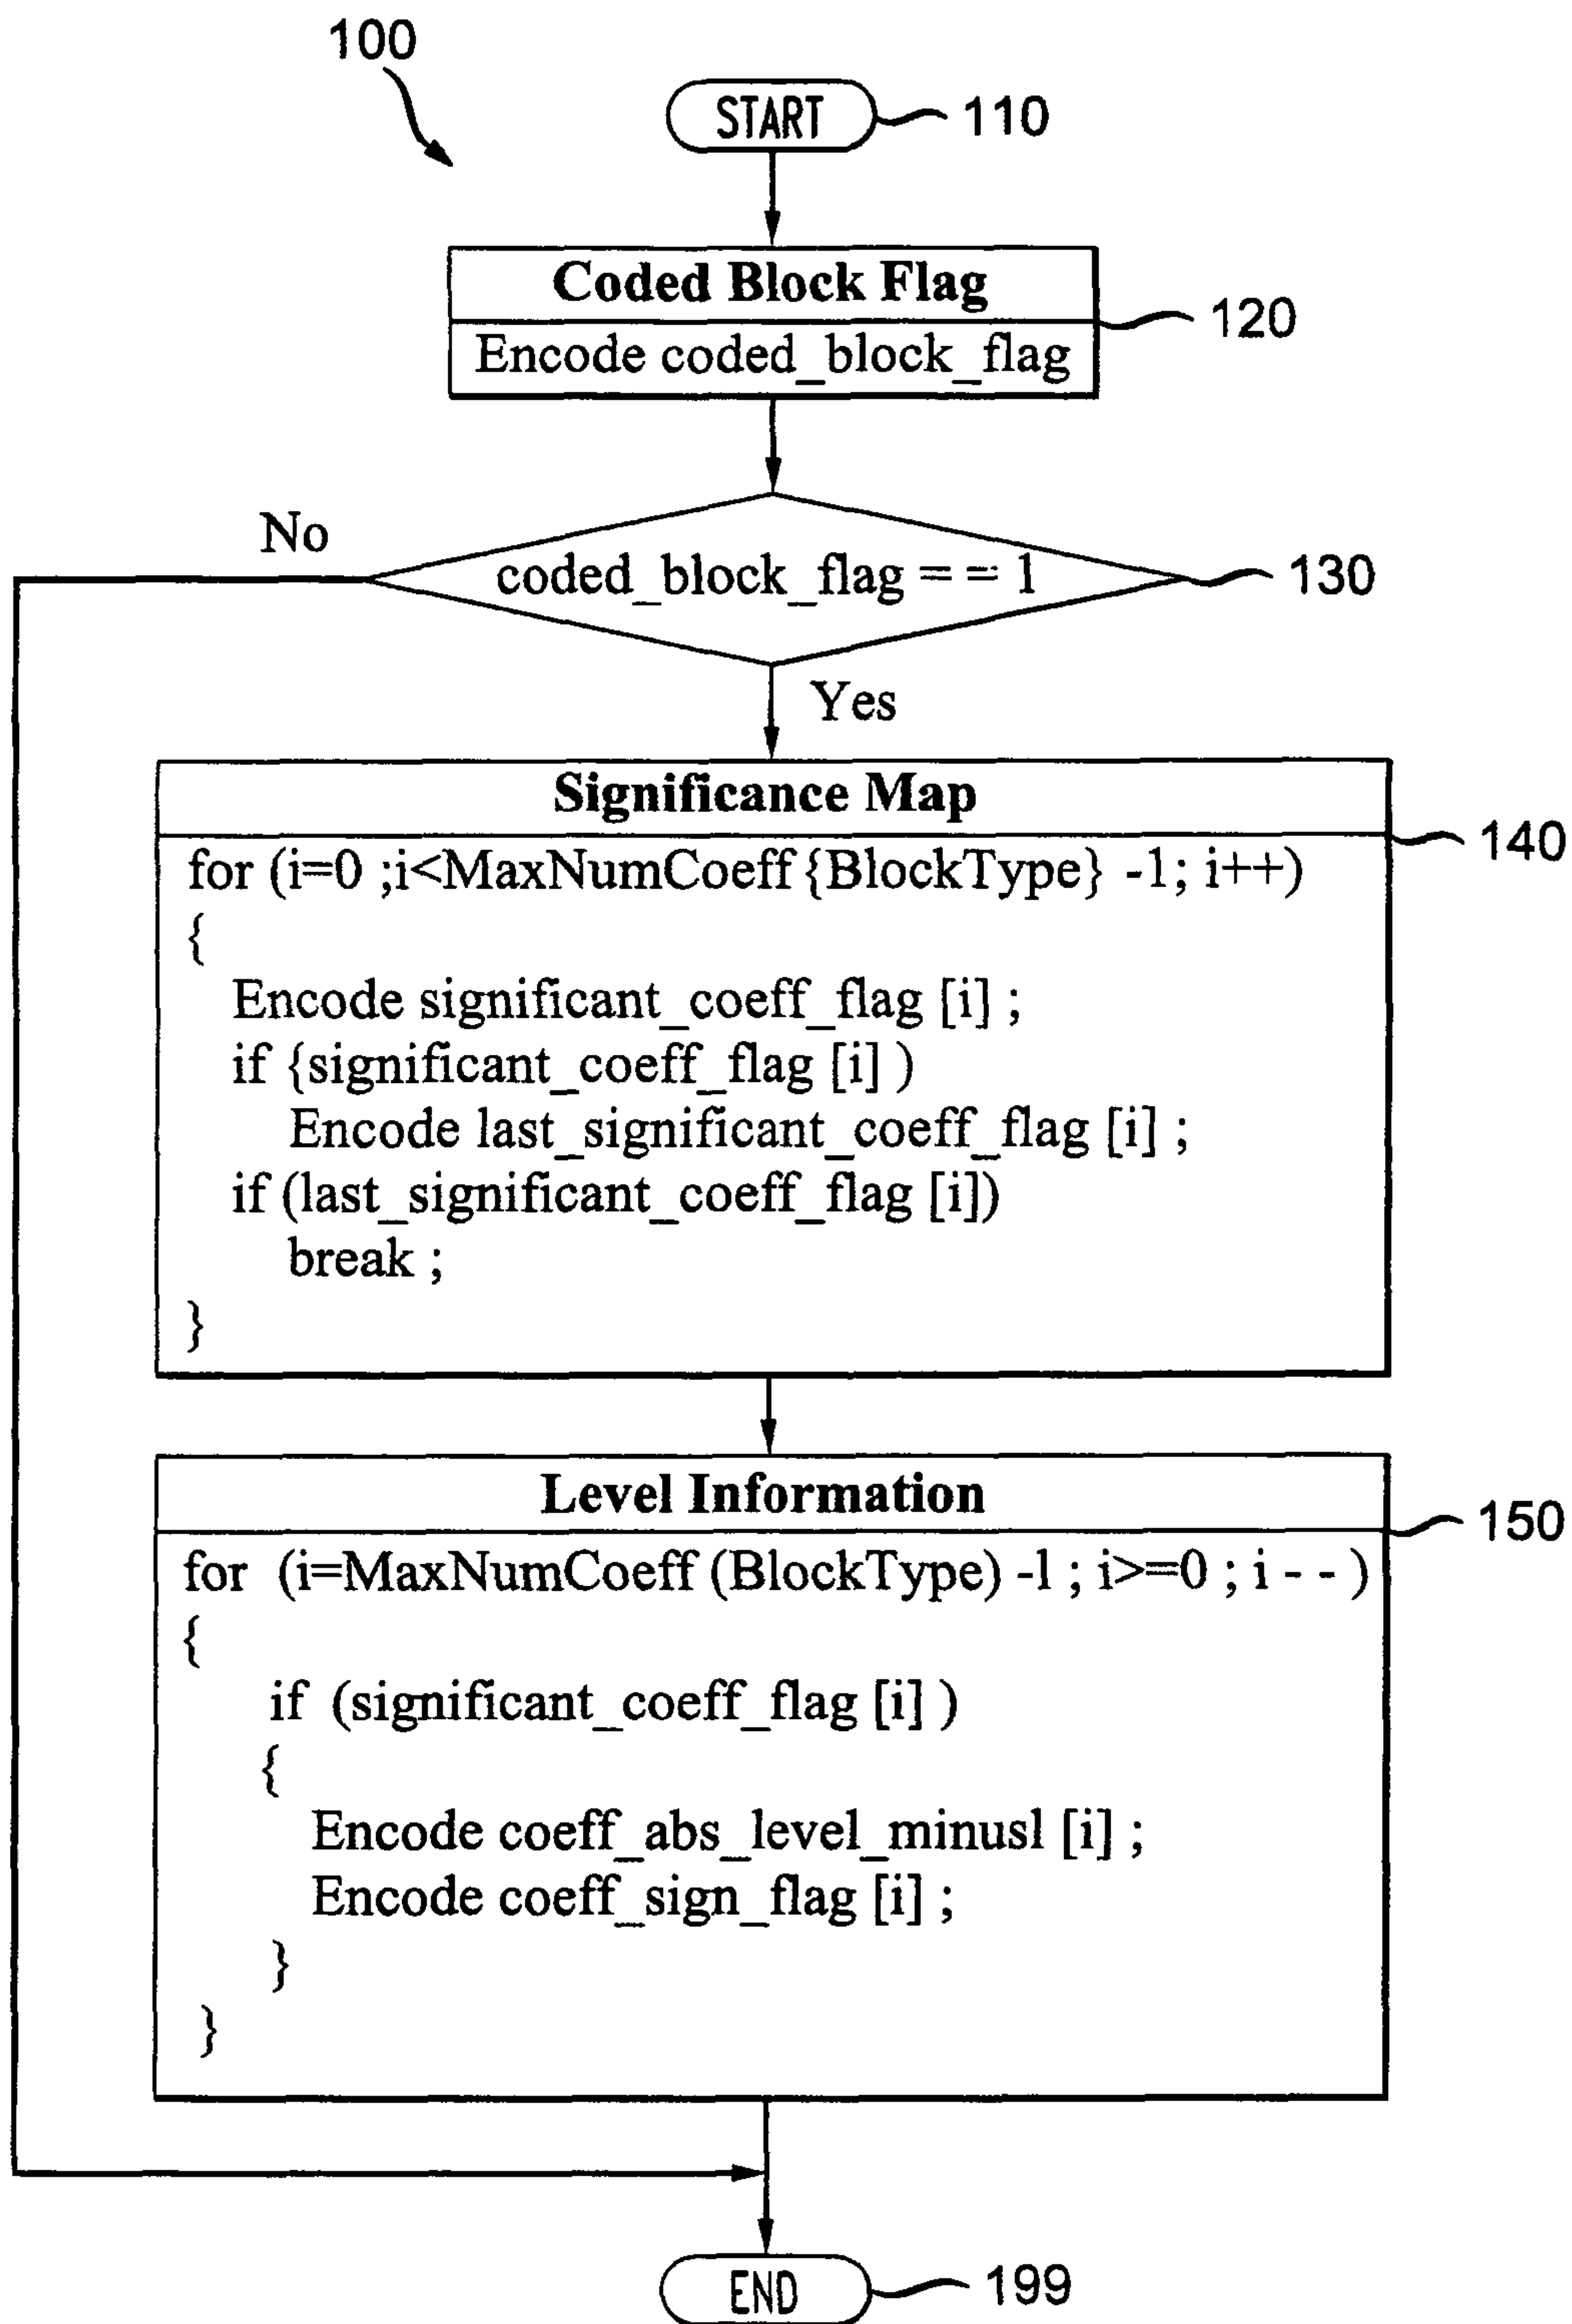 100
START
110
Coded Block Flag
120
Encode coded_block_flag
No
coded_block_flag = = 1
130
Yes
Significance Map
140
for (i=0 ;i<MaxNumCoeff {BlockType} -1; i++)
{
Encode significant_coeff_flag [i] ;
if {significant_coeff_flag [i] )
Encode last_significant_coeff_flag [i] ;
if (last_significant_coeff_flag [i])
break ;
}
Level Information
150
for (i=MaxNumCoeff (BlockType) -1 ; i>=0 ; i - - )
{
if (significant_coeff_flag [i] )
{
Encode coeff_abs_level_minusl [i] ;
Encode coeff_sign_flag [i] ;
}
}
END
199